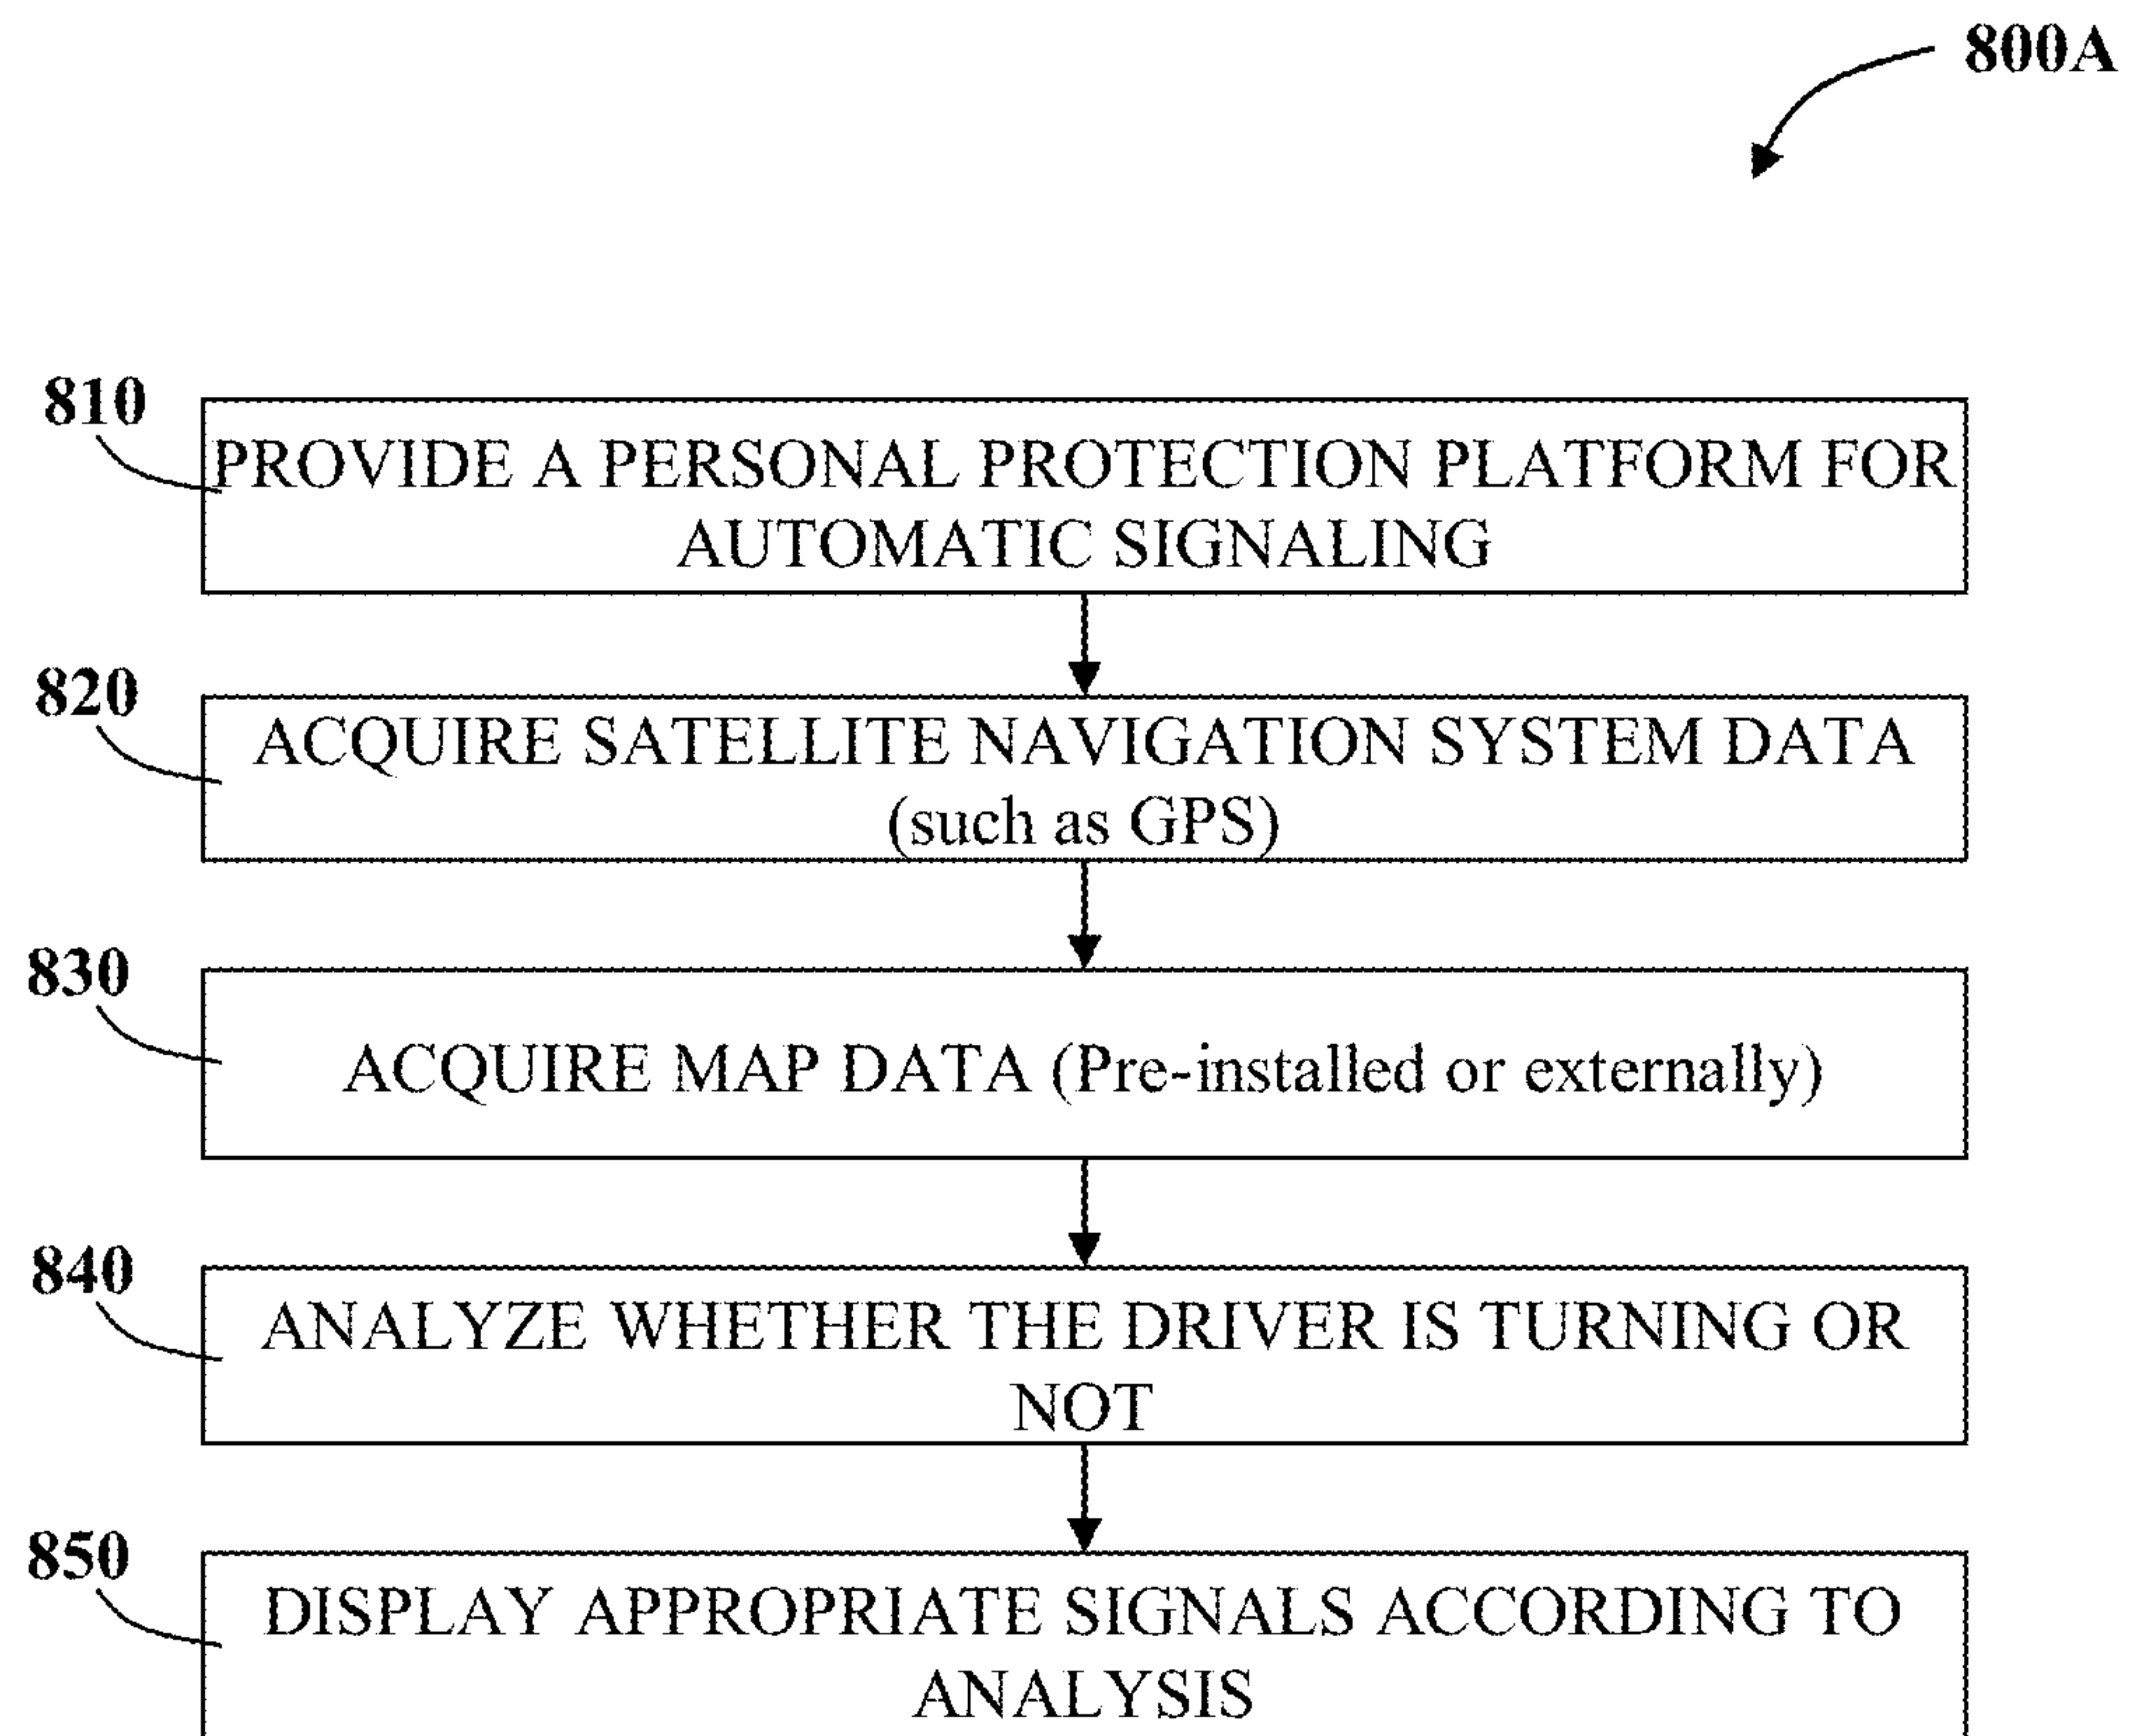 800A
810
PROVIDE A PERSONAL PROTECTION PLATFORM FOR
AUTOMATIC SIGNALING
820
ACQUIRE SATELLITE NAVIGATION SYSTEM DATA
(such as GPS)
830
ACQUIRE MAP DATA (Pre-installed or externally)
840
ANALYZE WHETHER THE DRIVER IS TURNING OR
NOT
850
DISPLAY APPROPRIATE SIGNALS ACCORDING TO
ANALYSIS